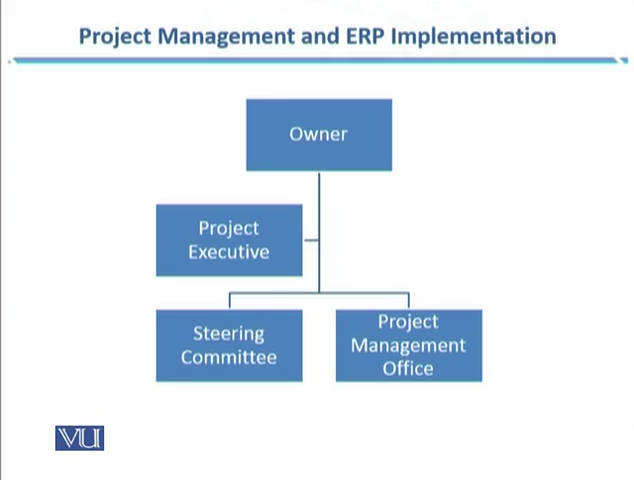 Project Management and ERP Implementation
Owner
Project
Executive
Steering
Committee
Project
Management
Office
VU